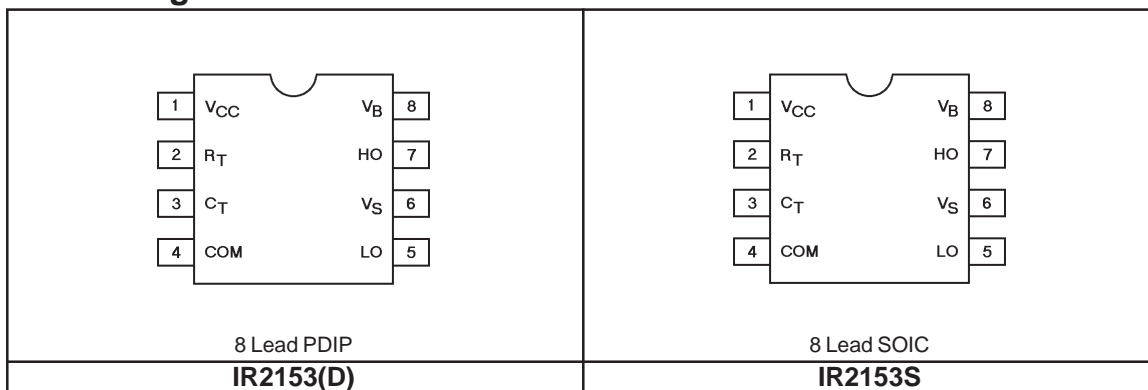 1 VCC VB 8
2 RT HO 7
3 CT VS 6
4 COM LO 5
8 Lead PDIP
IR2153(D)
1 VCC VB 8
2 RT HO 7
3 CT VS 6
4 COM LO 5
8 Lead SOIC
IR2153S